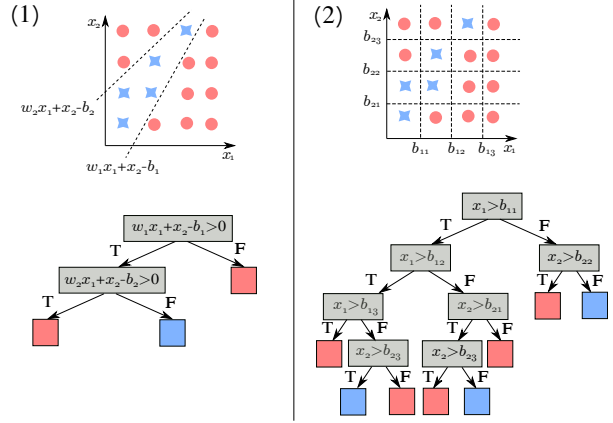 (1)
x₂
w₂x₁+x₂-b₂
x₁
w₁x₁+x₂-b₁
w₁x₁+x₂-b₁>0
T
F
w₂x₁+x₂-b₂>0
T
F
(2)
x₂
b₂₃
b₂₂
b₂₁
b₁₁ b₁₂ b₁₃ x₁
x₁>b₁₁
T
F
x₁>b₁₂
x₂>b₂₂
T
F
T
F
x₁>b₁₃
x₂>b₂₁
T
F
T
F
x₂>b₂₃
x₂>b₂₃
T
F
T
F